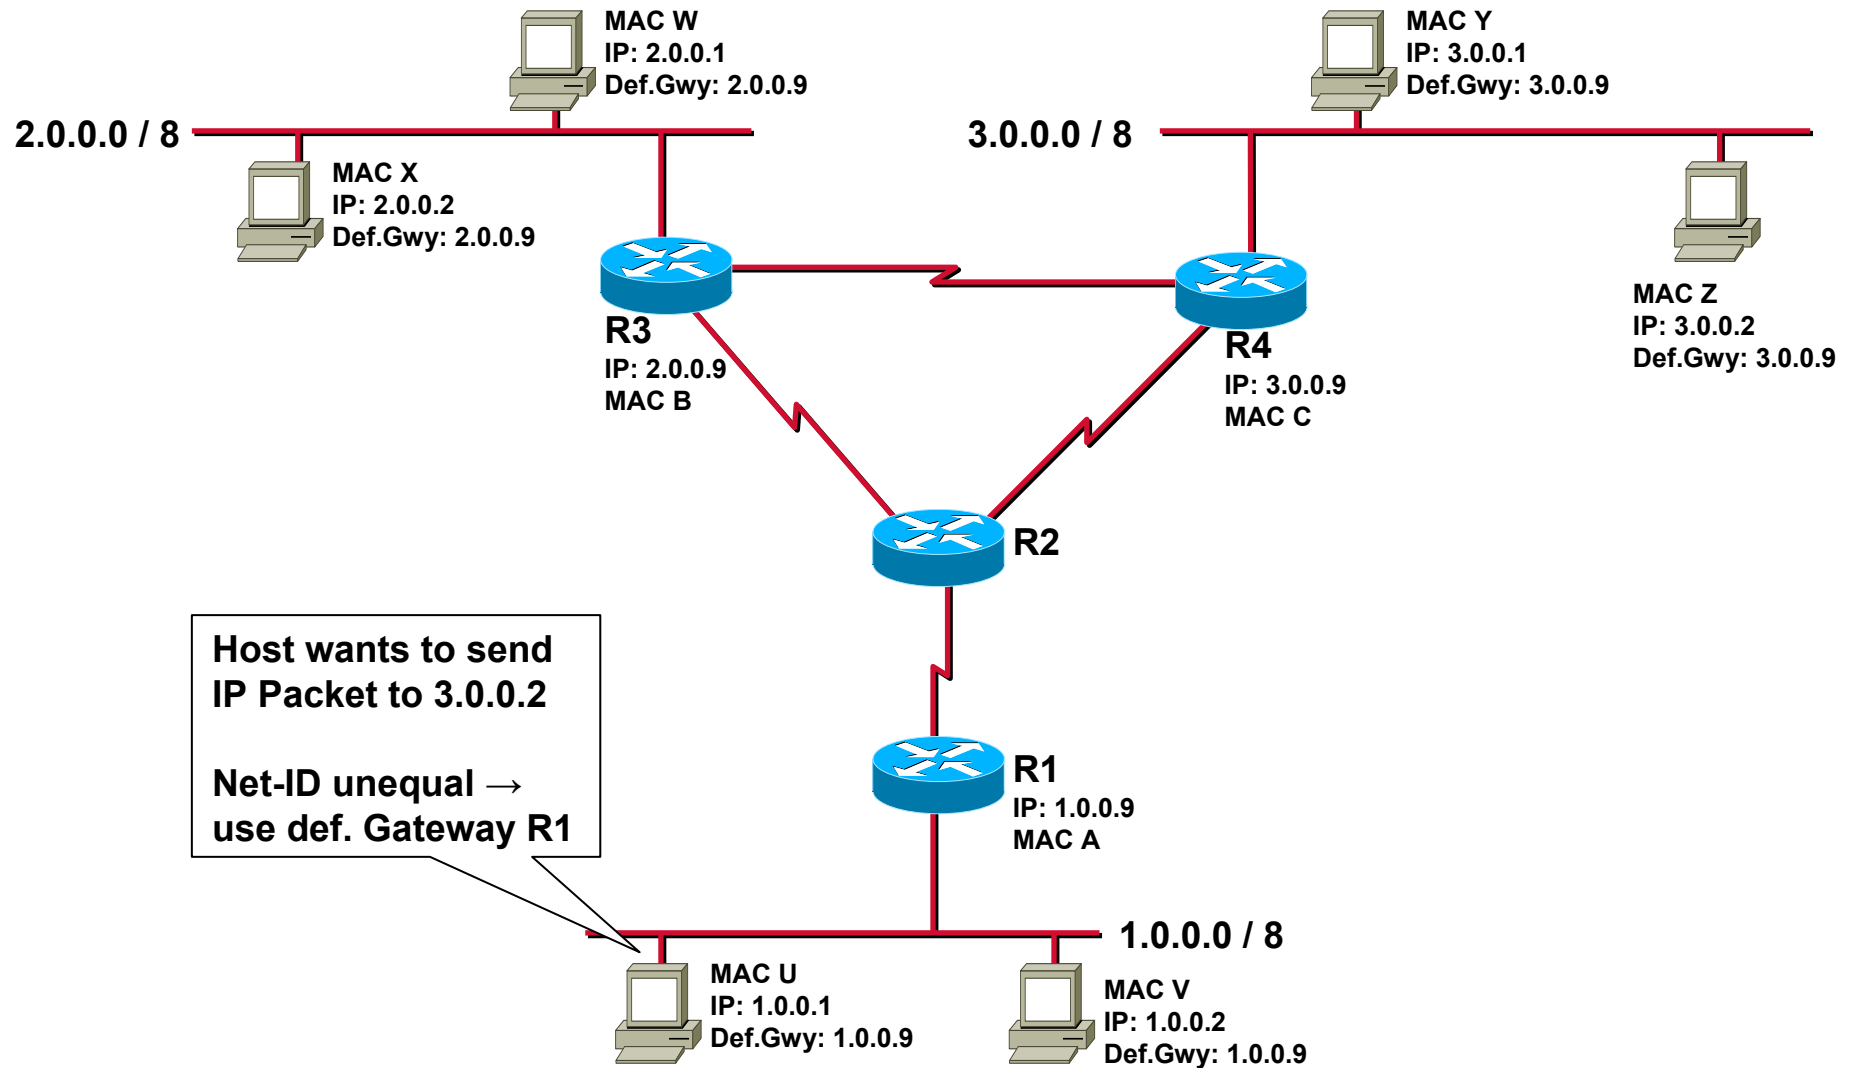 MAC W
IP: 2.0.0.1
Def.Gwy: 2.0.0.9
MAC Y
IP: 3.0.0.1
Def.Gwy: 3.0.0.9
2.0.0.0 / 8
3.0.0.0 / 8
MAC X
IP: 2.0.0.2
Def.Gwy: 2.0.0.9
MAC Z
IP: 3.0.0.2
Def.Gwy: 3.0.0.9
R3
IP: 2.0.0.9
MAC B
R4
IP: 3.0.0.9
MAC C
R2
Host wants to send
IP Packet to 3.0.0.2
Net-ID unequal →
use def. Gateway R1
R1
IP: 1.0.0.9
MAC A
1.0.0.0 / 8
MAC U
IP: 1.0.0.1
Def.Gwy: 1.0.0.9
MAC V
IP: 1.0.0.2
Def.Gwy: 1.0.0.9